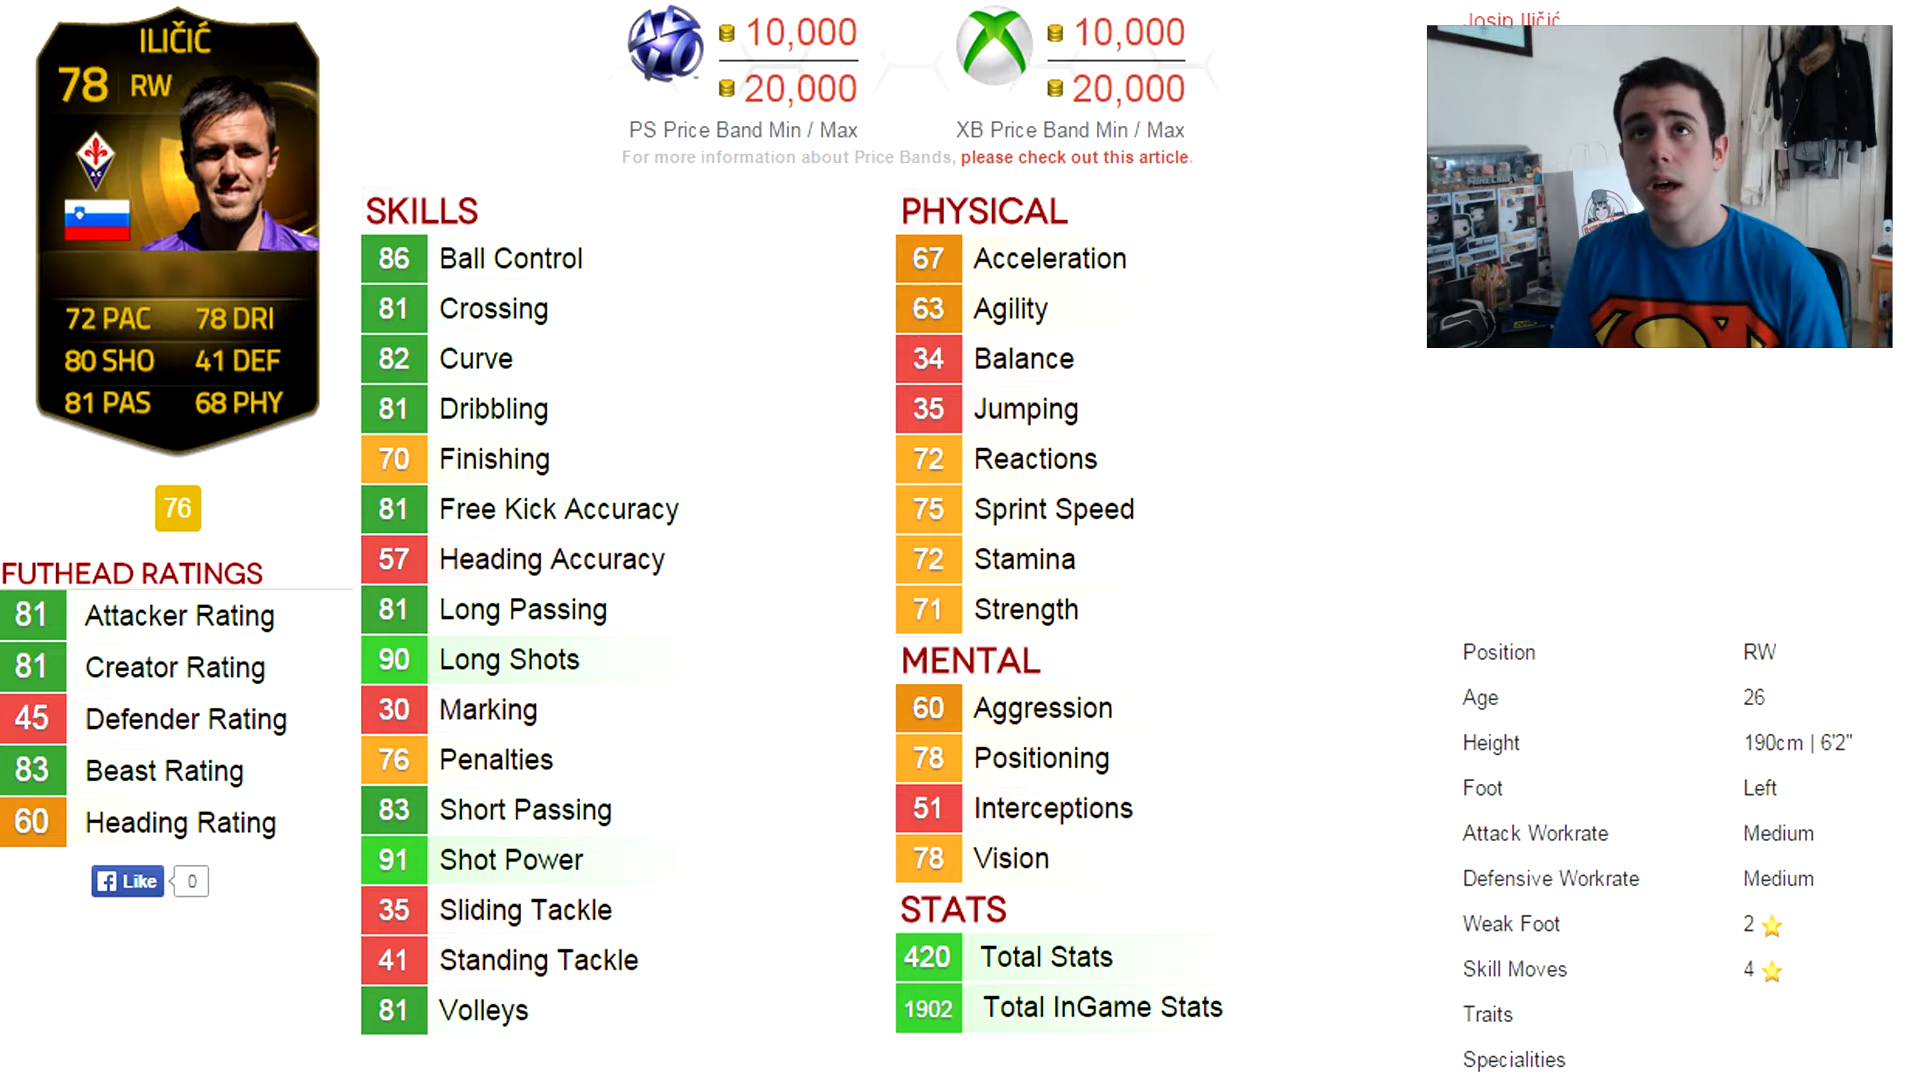 ILIČIĆ
78 RW
A C
72 PAC 78 DRI
80 SHO 41 DEF
81 PAS 68 PHY
76
FUTHEAD RATINGS
81 Attacker Rating
81 Creator Rating
45 Defender Rating
83 Beast Rating
60 Heading Rating
Like 0
10,000
20,000
PS Price Band Min / Max
10,000
20,000
XB Price Band Min / Max
For more information about Price Bands, please check out this article.
SKILLS
86 Ball Control
81 Crossing
82 Curve
81 Dribbling
70 Finishing
81 Free Kick Accuracy
57 Heading Accuracy
81 Long Passing
90 Long Shots
30 Marking
76 Penalties
83 Short Passing
91 Shot Power
35 Sliding Tackle
41 Standing Tackle
81 Volleys
PHYSICAL
67 Acceleration
63 Agility
34 Balance
35 Jumping
72 Reactions
75 Sprint Speed
72 Stamina
71 Strength
MENTAL
60 Aggression
78 Positioning
51 Interceptions
78 Vision
STATS
420 Total Stats
1902 Total InGame Stats
Josip Iličić
MINECRAFT
Position RW
Age 26
Height 190cm | 6'2"
Foot Left
Attack Workrate Medium
Defensive Workrate Medium
Weak Foot 2
Skill Moves 4
Traits
Specialities